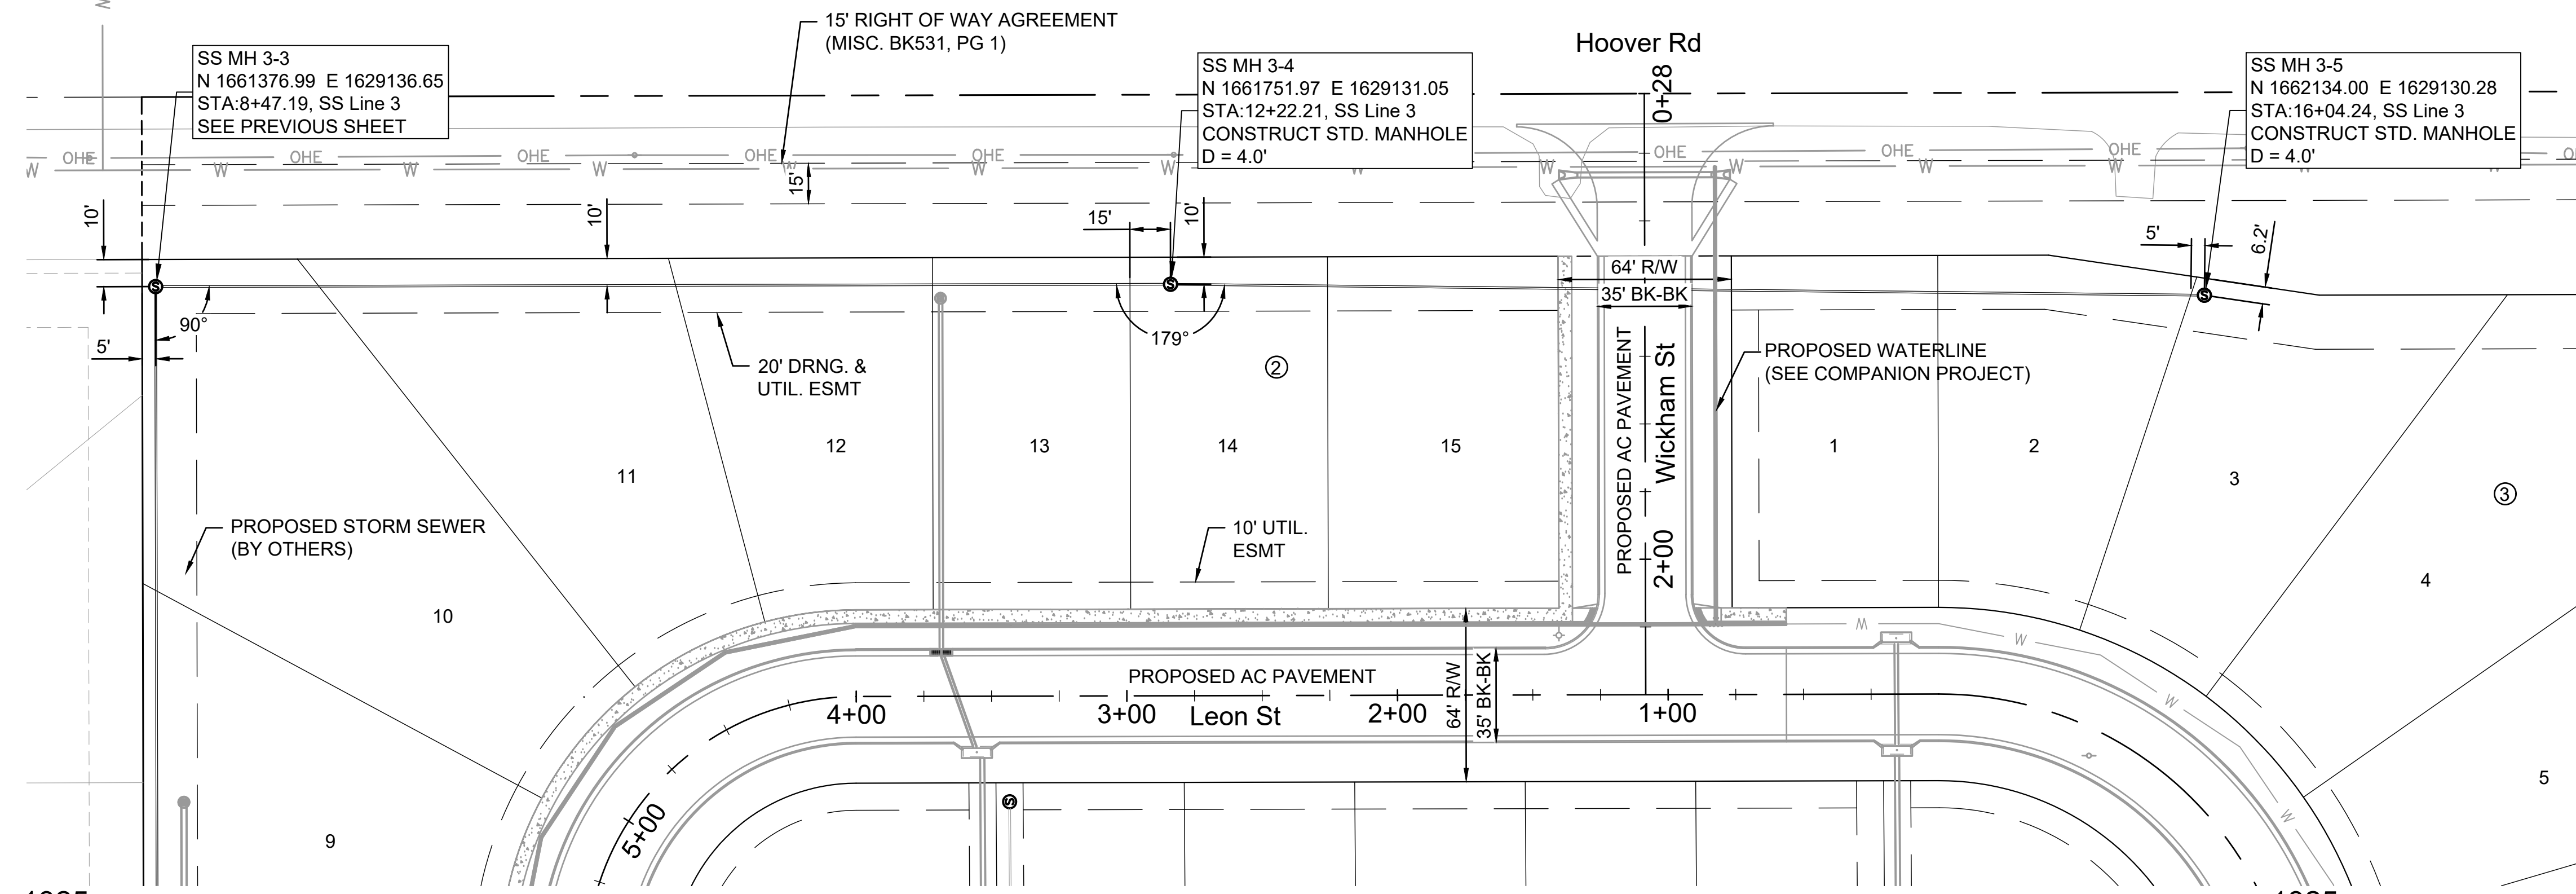 15' RIGHT OF WAY AGREEMENT
(MISC. BK531, PG 1)
Hoover Rd
0+28
SS MH 3-3
N 1661376.99  E 1629136.65
STA:8+47.19, SS Line 3
SEE PREVIOUS SHEET
SS MH 3-4
N 1661751.97  E 1629131.05
STA:12+22.21, SS Line 3
CONSTRUCT STD. MANHOLE
D = 4.0'
SS MH 3-5
N 1662134.00  E 1629130.28
STA:16+04.24, SS Line 3
CONSTRUCT STD. MANHOLE
D = 4.0'
W
OHE
OHE
OHE
OHE
OHE
OHE
OHE
OHE
W
W
W
W
W
W
W
W
W
W
W
15'
10'
10'
15'
10'
5'
6.2'
S
S
S
64' R/W
35' BK-BK
90°
5'
179°
20' DRNG. &
UTIL. ESMT
2
PROPOSED AC PAVEMENT
Wickham St
2+00
PROPOSED WATERLINE
(SEE COMPANION PROJECT)
11
12
13
14
15
1
2
3
3
4
PROPOSED STORM SEWER
(BY OTHERS)
10' UTIL.
ESMT
10
W
W
W
W
PROPOSED AC PAVEMENT
64' R/W
35' BK-BK
4+00
3+00
Leon St
2+00
1+00
5+00
S
5
9